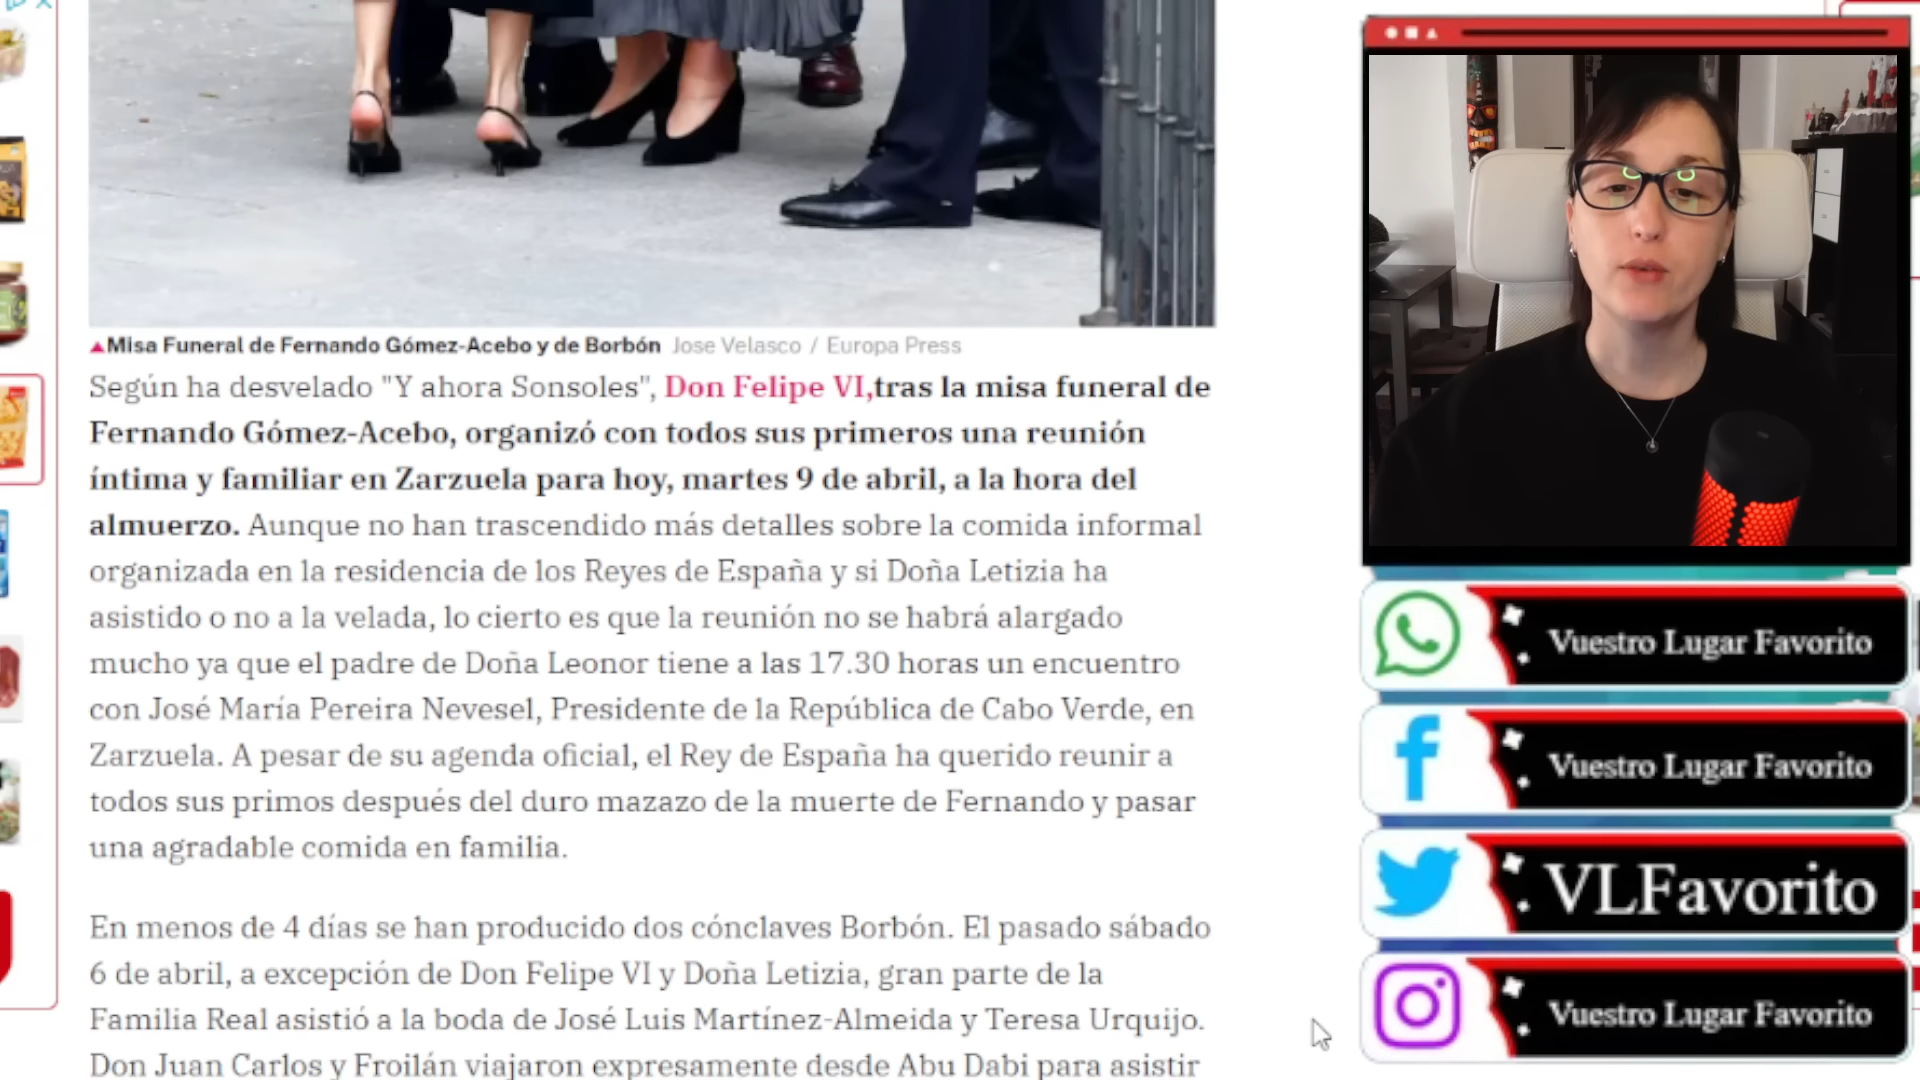 ▲Misa Funeral de Fernando Gómez-Acebo y de Borbón Jose Velasco / Europa Press
Según ha desvelado "Y ahora Sonsoles", Don Felipe VI,tras la misa funeral de
Fernando Gómez-Acebo, organizó con todos sus primeros una reunión
íntima y familiar en Zarzuela para hoy, martes 9 de abril, a la hora del
almuerzo. Aunque no han trascendido más detalles sobre la comida informal
organizada en la residencia de los Reyes de España y si Doña Letizia ha
asistido o no a la velada, lo cierto es que la reunión no se habrá alargado
mucho ya que el padre de Doña Leonor tiene a las 17.30 horas un encuentro
con José María Pereira Nevesel, Presidente de la República de Cabo Verde, en
Zarzuela. A pesar de su agenda oficial, el Rey de España ha querido reunir a
todos sus primos después del duro mazazo de la muerte de Fernando y pasar
una agradable comida en familia.
En menos de 4 días se han producido dos cónclaves Borbón. El pasado sábado
6 de abril, a excepción de Don Felipe VI y Doña Letizia, gran parte de la
Familia Real asistió a la boda de José Luis Martínez-Almeida y Teresa Urquijo.
Don Juan Carlos y Froilán viajaron expresamente desde Abu Dabi para asistir
Vuestro Lugar Favorito
Vuestro Lugar Favorito
VLFavorito
Vuestro Lugar Favorito